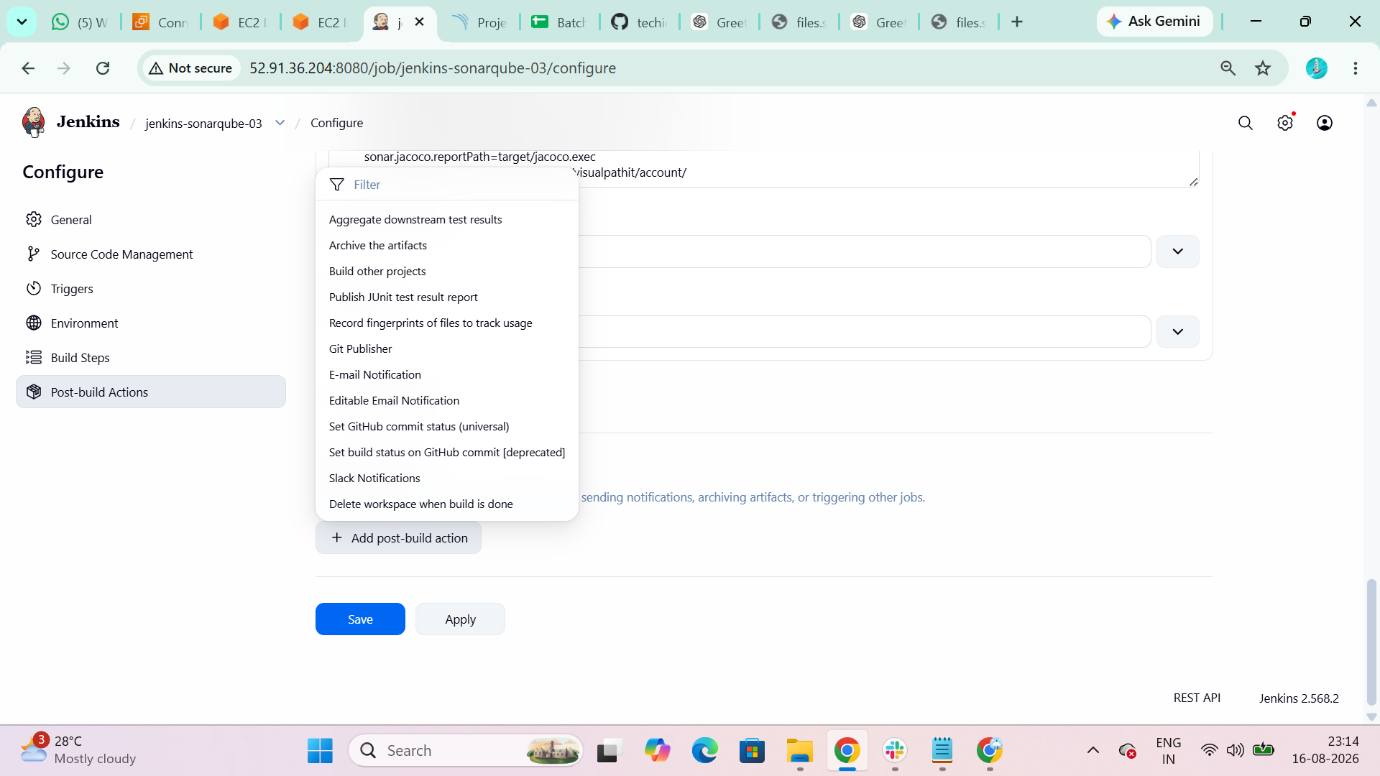 (5) W
Conn
EC2 I
EC2 I
j
Proje
Batch
techi
Greet
files.s
Greet
files.s
Ask Gemini
Not secure
52.91.36.204:8080/job/jenkins-sonarqube-03/configure
Jenkins / jenkins-sonarqube-03 / Configure
Configure
General
Source Code Management
Triggers
Environment
Build Steps
Post-build Actions
sonar.jacoco.reportPath=target/jacoco.exec
/visualpathit/account/
Filter
Aggregate downstream test results
Archive the artifacts
Build other projects
Publish JUnit test result report
Record fingerprints of files to track usage
Git Publisher
E-mail Notification
Editable Email Notification
Set GitHub commit status (universal)
Set build status on GitHub commit [deprecated]
Slack Notifications
Delete workspace when build is done
sending notifications, archiving artifacts, or triggering other jobs.
+ Add post-build action
Save
Apply
REST API
Jenkins 2.568.2
3
28°C
Mostly cloudy
Search
ENG
IN
23:14
16-08-2026